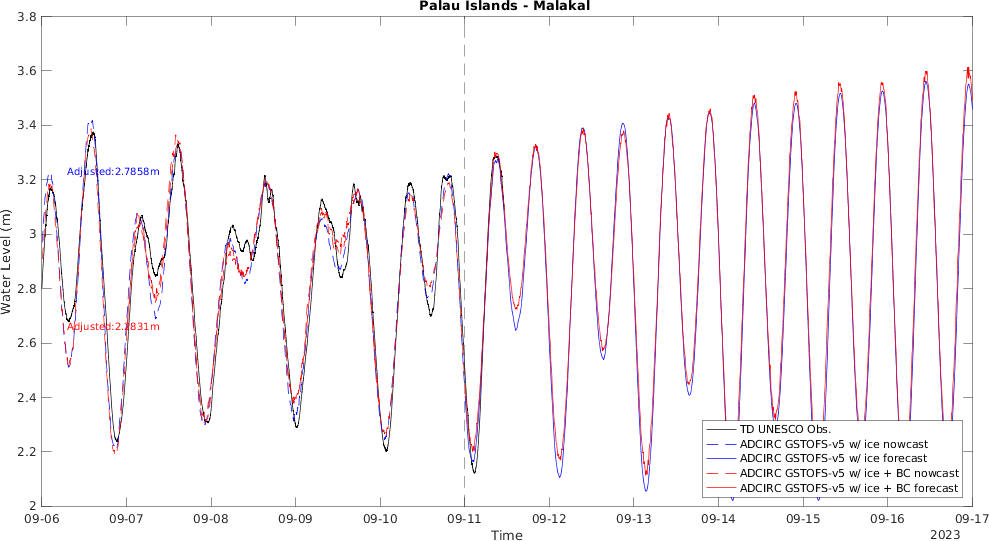 Palau Islands - Malakal
3.8
3.6
3.4
3.2
3
2.8
2.6
2.4
2.2
2
Water Level (m)
Adjusted:2.7858m
TD UNESCO Obs.
ADCIRC GSTOFS-v5 w/ ice nowcast
ADCIRC GSTOFS-v5 w/ ice forecast
ADCIRC GSTOFS-v5 w/ ice + BC nowcast
ADCIRC GSTOFS-v5 w/ ice + BC forecast
09-06 09-07 09-08 09-09 09-10 09-11 09-12 09-13 09-14 09-15 09-16 09-17
Time
2023